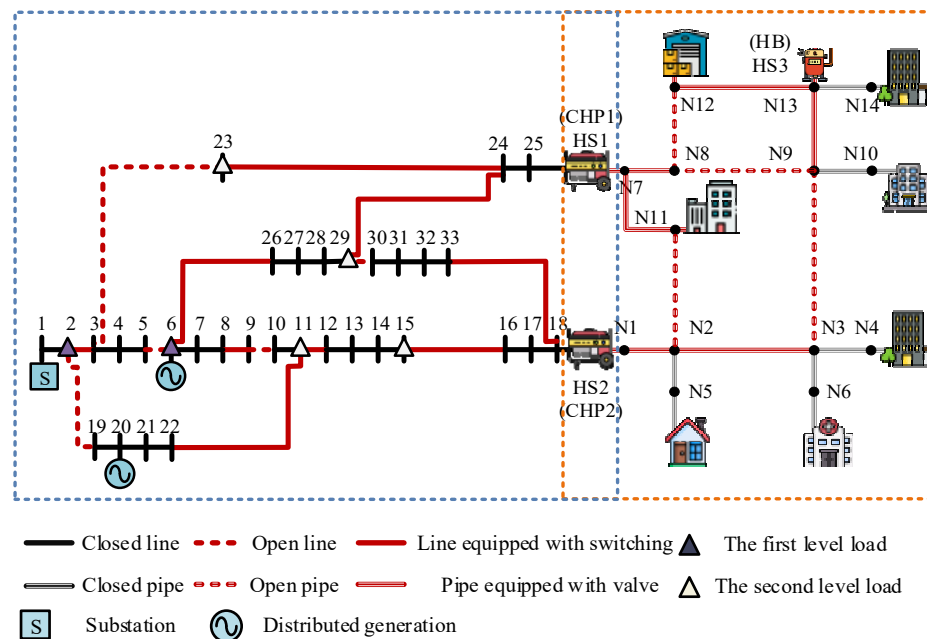 (HB)
HS3
N12
N13
N14
(CHP1)
HS1
23
24
25
N7
N8
N9
N10
N11
26
27
28
29
30
31
32
33
1
2
3
4
5
6
7
8
9
10
11
12
13
14
15
16
17
18
N1
N2
N3
N4
S
HS2
(CHP2)
N5
N6
19
20
21
22
Closed line
Open line
Line equipped with switching
The first level load
Closed pipe
Open pipe
Pipe equipped with valve
The second level load
S
Substation
Distributed generation